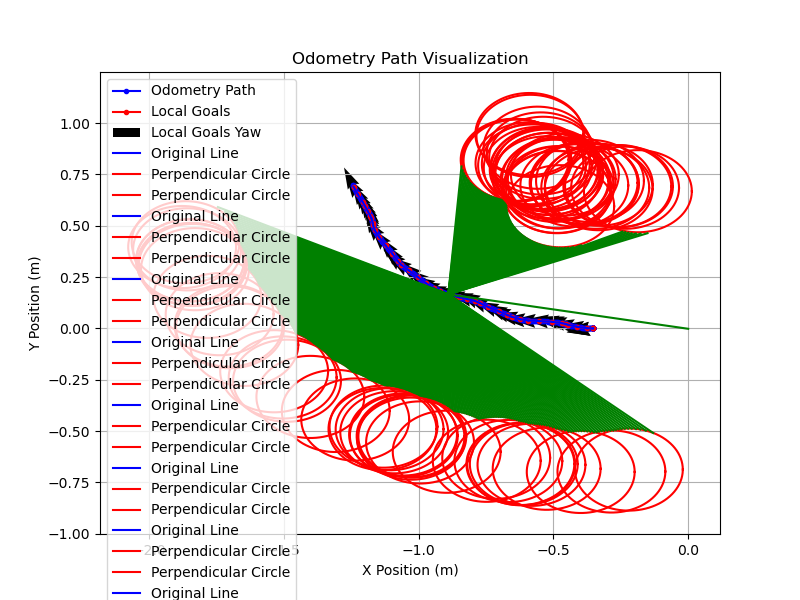 Odometry Path Visualization
Y Position (m)
1.00
0.75
0.50
0.25
0.00
−0.25
−0.50
−0.75
−1.00
Odometry Path
Local Goals
Local Goals Yaw
Original Line
Perpendicular Circle
Perpendicular Circle
Original Line
Perpendicular Circle
Perpendicular Circle
Original Line
Perpendicular Circle
Perpendicular Circle
Original Line
Perpendicular Circle
Perpendicular Circle
Original Line
Perpendicular Circle
Perpendicular Circle
Original Line
Perpendicular Circle
Perpendicular Circle
Original Line
Perpendicular Circle
Perpendicular Circle
Original Line
−1.0
−0.5
0.0
X Position (m)